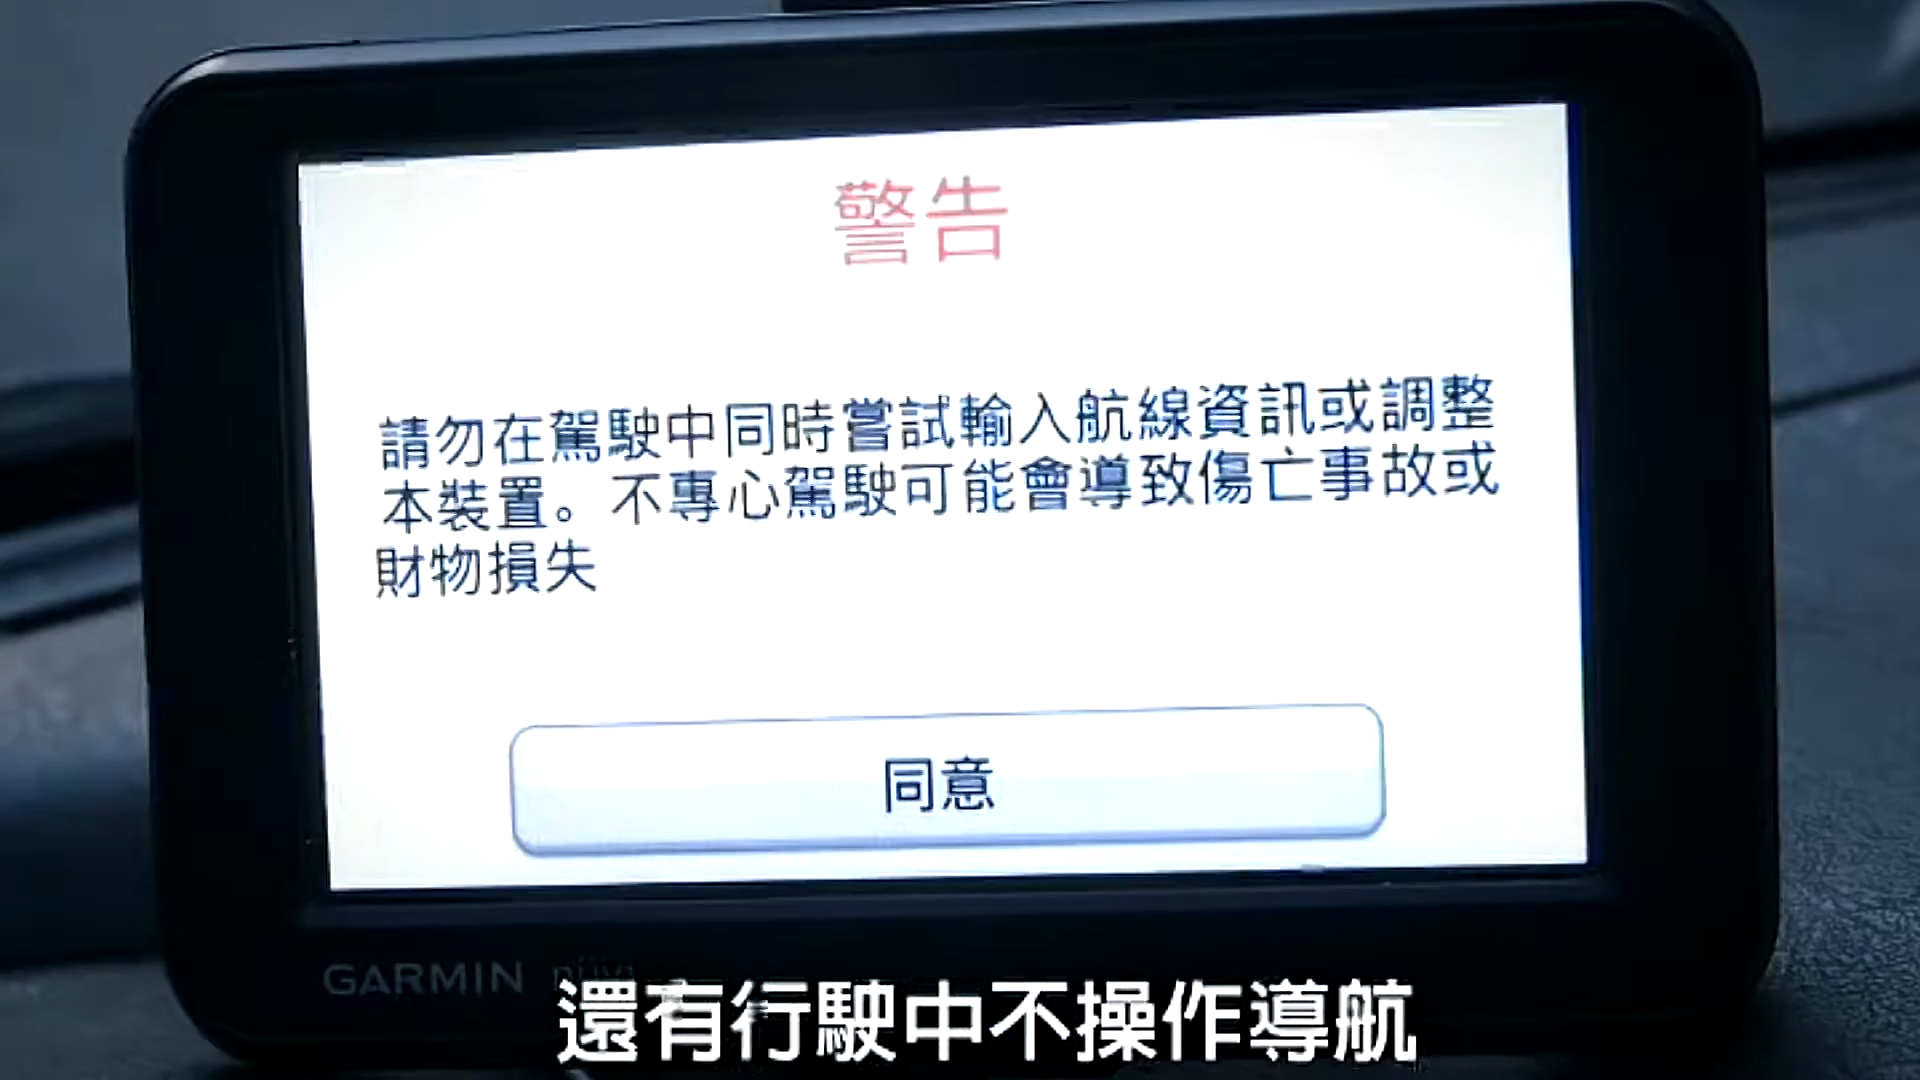 警告
請勿在駕駛中同時嘗試輸入航線資訊或調整
本裝置。不專心駕駛可能會導致傷亡事故或
財物損失
同意
GARMIN
還有行駛中不操作導航